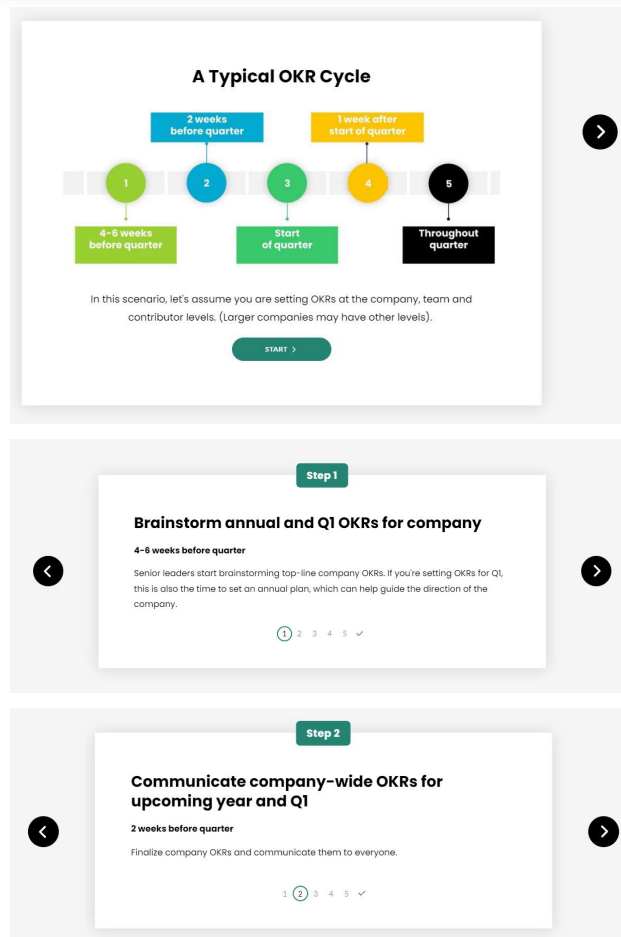 A Typical OKR Cycle
2 weeks
before quarter
1 week after
start of quarter
1
2
3
4
5
4-6 weeks
before quarter
Start
of quarter
Throughout
quarter
In this scenario, let's assume you are setting OKRs at the company, team and
contributor levels. (Larger companies may have other levels).
START >
Step 1
Brainstorm annual and Q1 OKRs for company
4-6 weeks before quarter
Senior leaders start brainstorming top-line company OKRs. If you're setting OKRs for Q1,
this is also the time to set an annual plan, which can help guide the direction of the
company.
1 2 3 4 5 ✓
Step 2
Communicate company-wide OKRs for
upcoming year and Q1
2 weeks before quarter
Finalize company OKRs and communicate them to everyone.
1 2 3 4 5 ✓